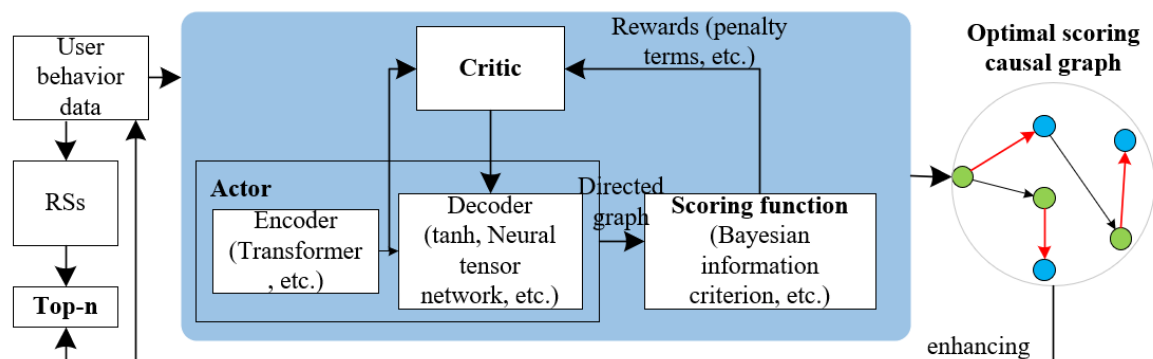 User
behavior
data
RSs
Top-n
Critic
Rewards (penalty
terms, etc.)
Actor
Encoder
(Transformer
, etc.)
Decoder
(tanh, Neural
tensor
network, etc.)
Directed
graph
Scoring function
(Bayesian
information
criterion, etc.)
Optimal scoring
causal graph
enhancing